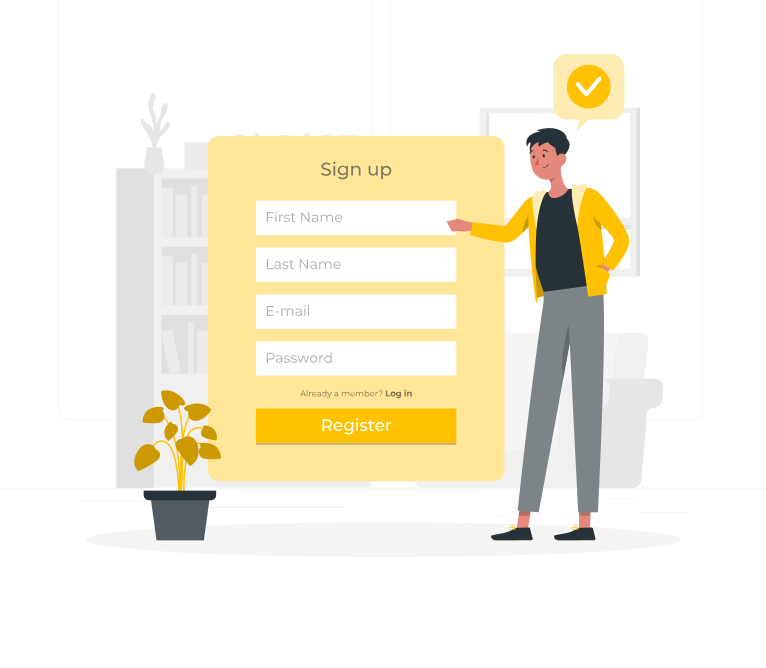 Sign up
First Name
Last Name
E-mail
Password
Already a member? Log in
Register